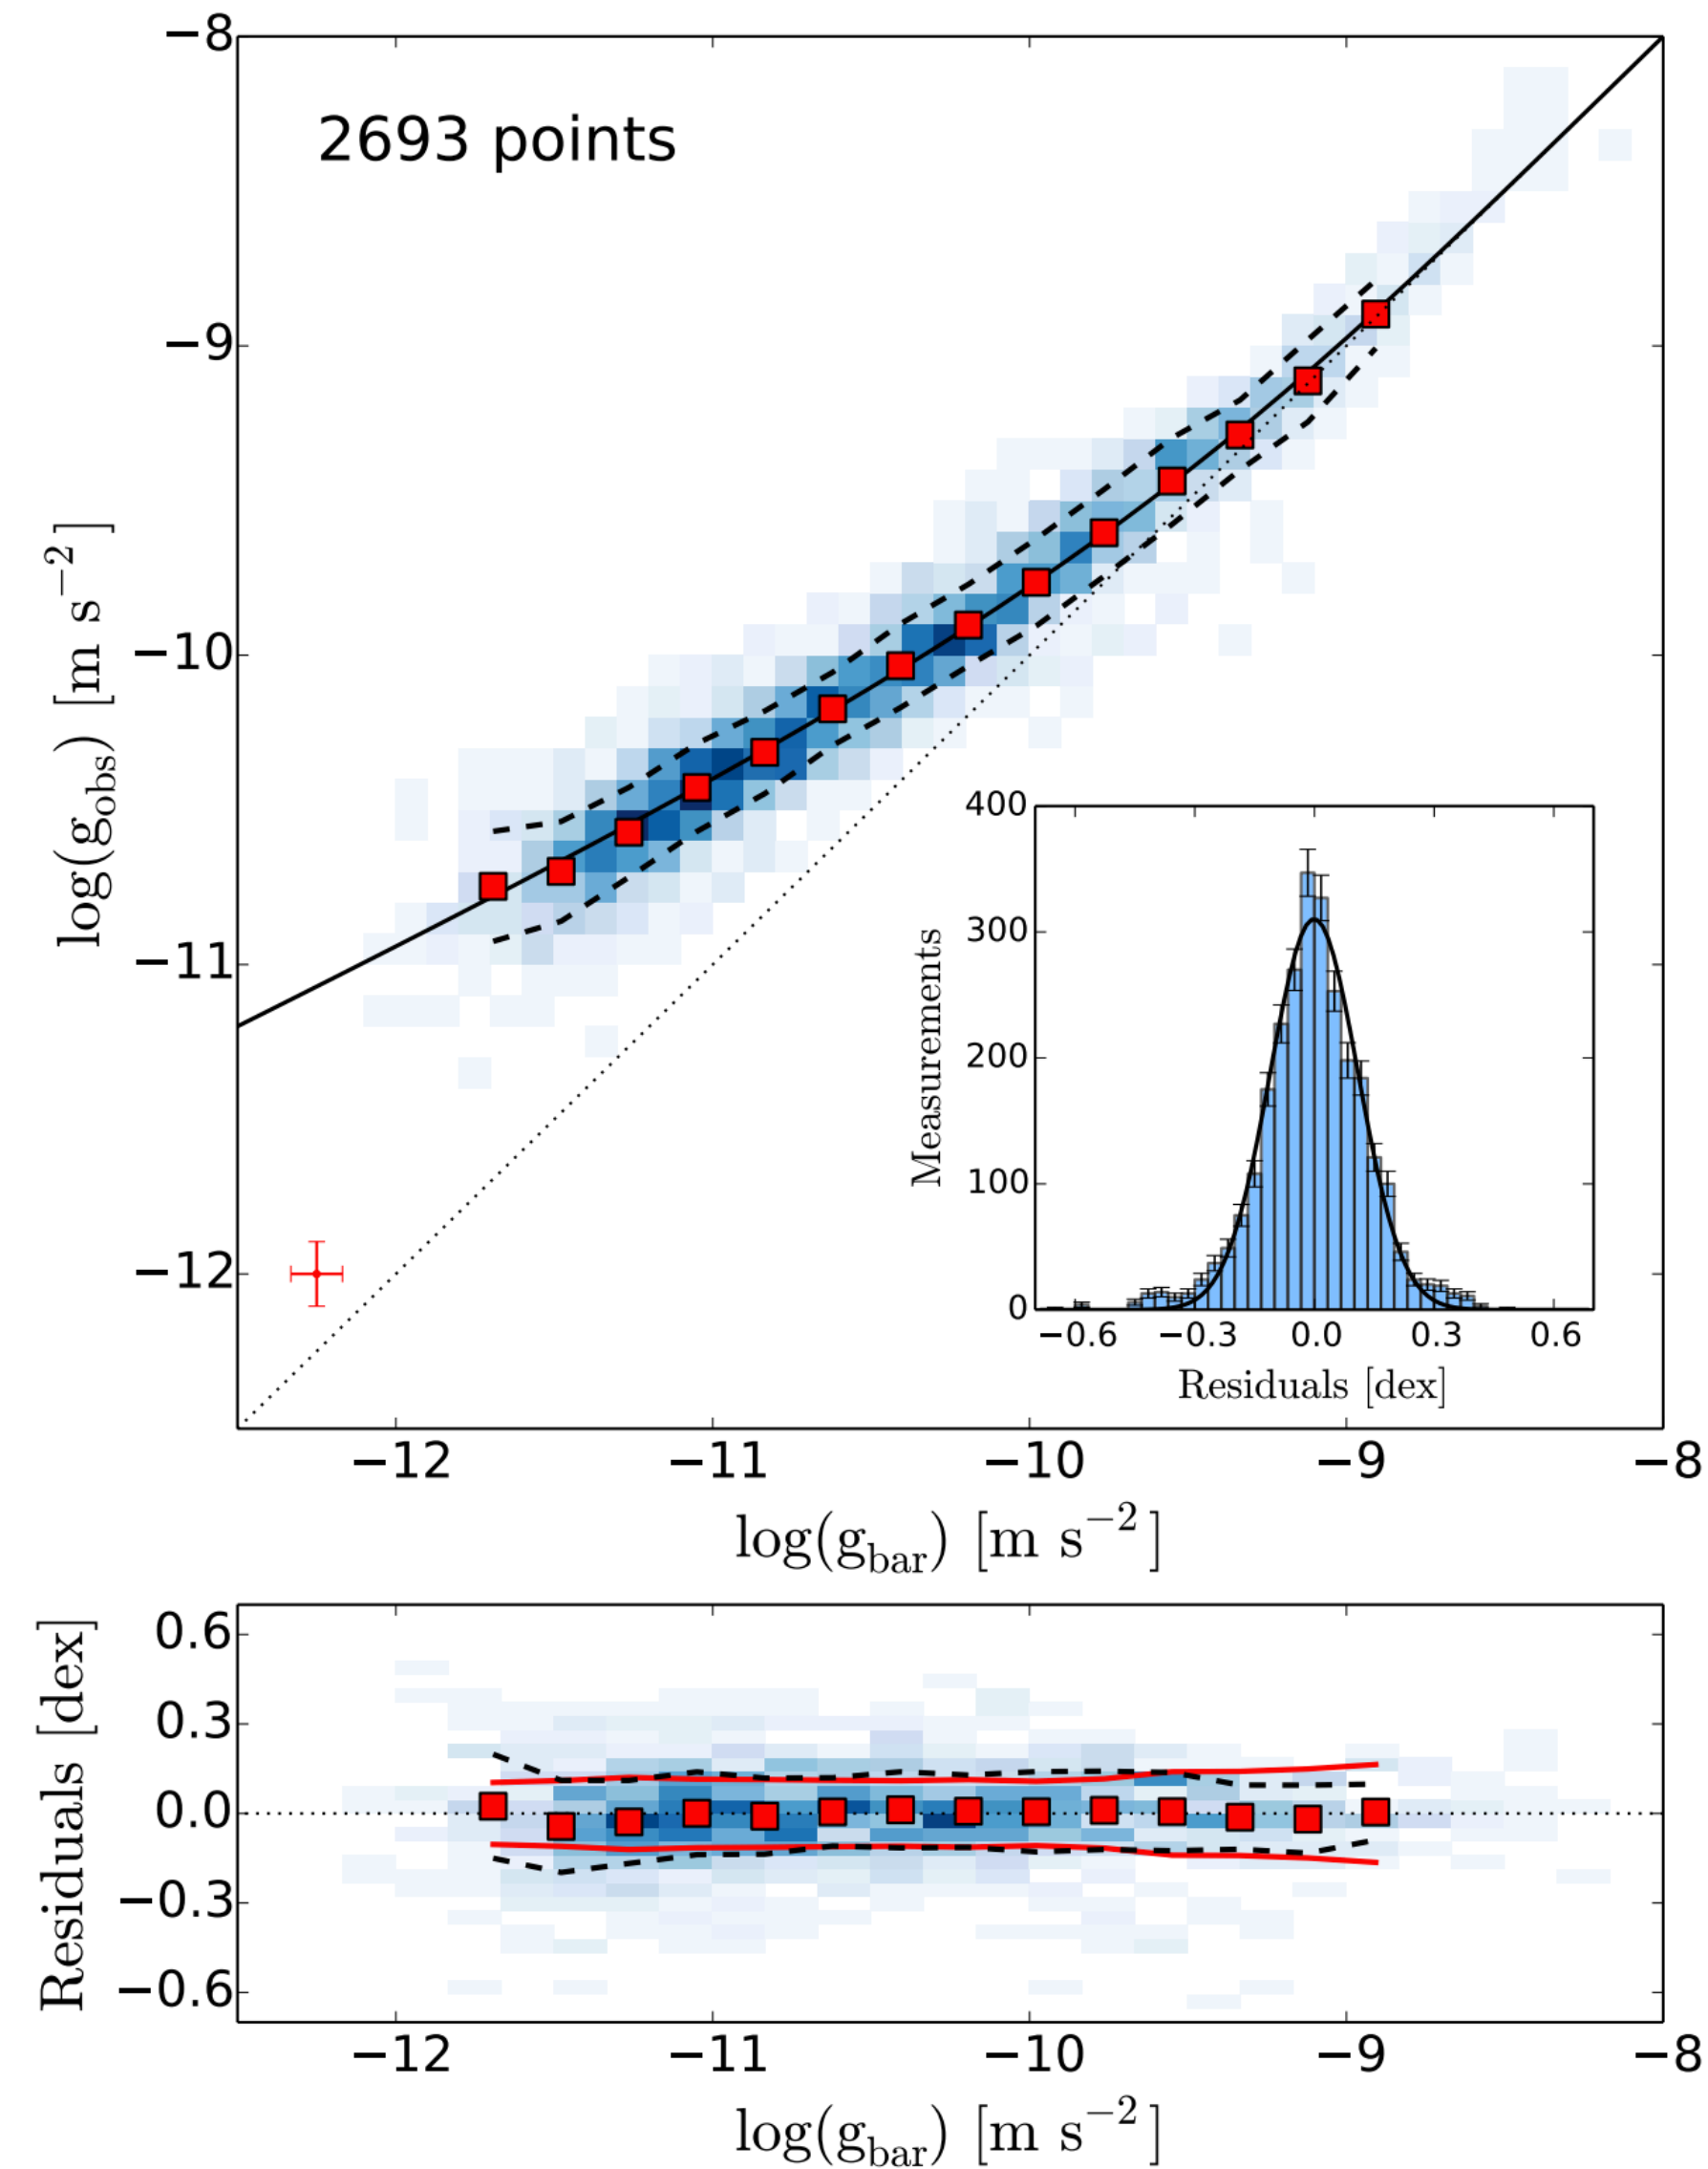 −8
2693 points
−9
−10
−11
−12
log(g_obs) [m s^−2]
400
300
200
100
0
Measurements
−0.6 −0.3 0.0 0.3 0.6
Residuals [dex]
−12 −11 −10 −9 −8
log(g_bar) [m s^−2]
0.6
0.3
0.0
−0.3
−0.6
Residuals [dex]
−12 −11 −10 −9 −8
log(g_bar) [m s^−2]